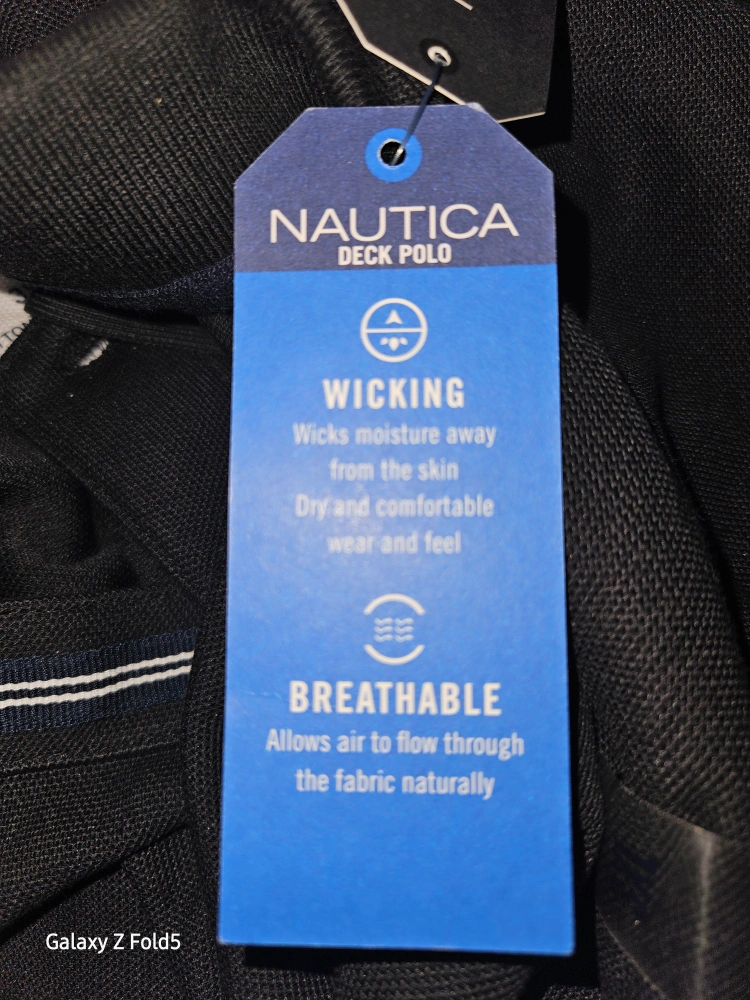 NAUTICA
DECK POLO
WICKING
Wicks moisture away
from the skin
Dry and comfortable
wear and feel
BREATHABLE
Allows air to flow through
the fabric naturally
Galaxy Z Fold5